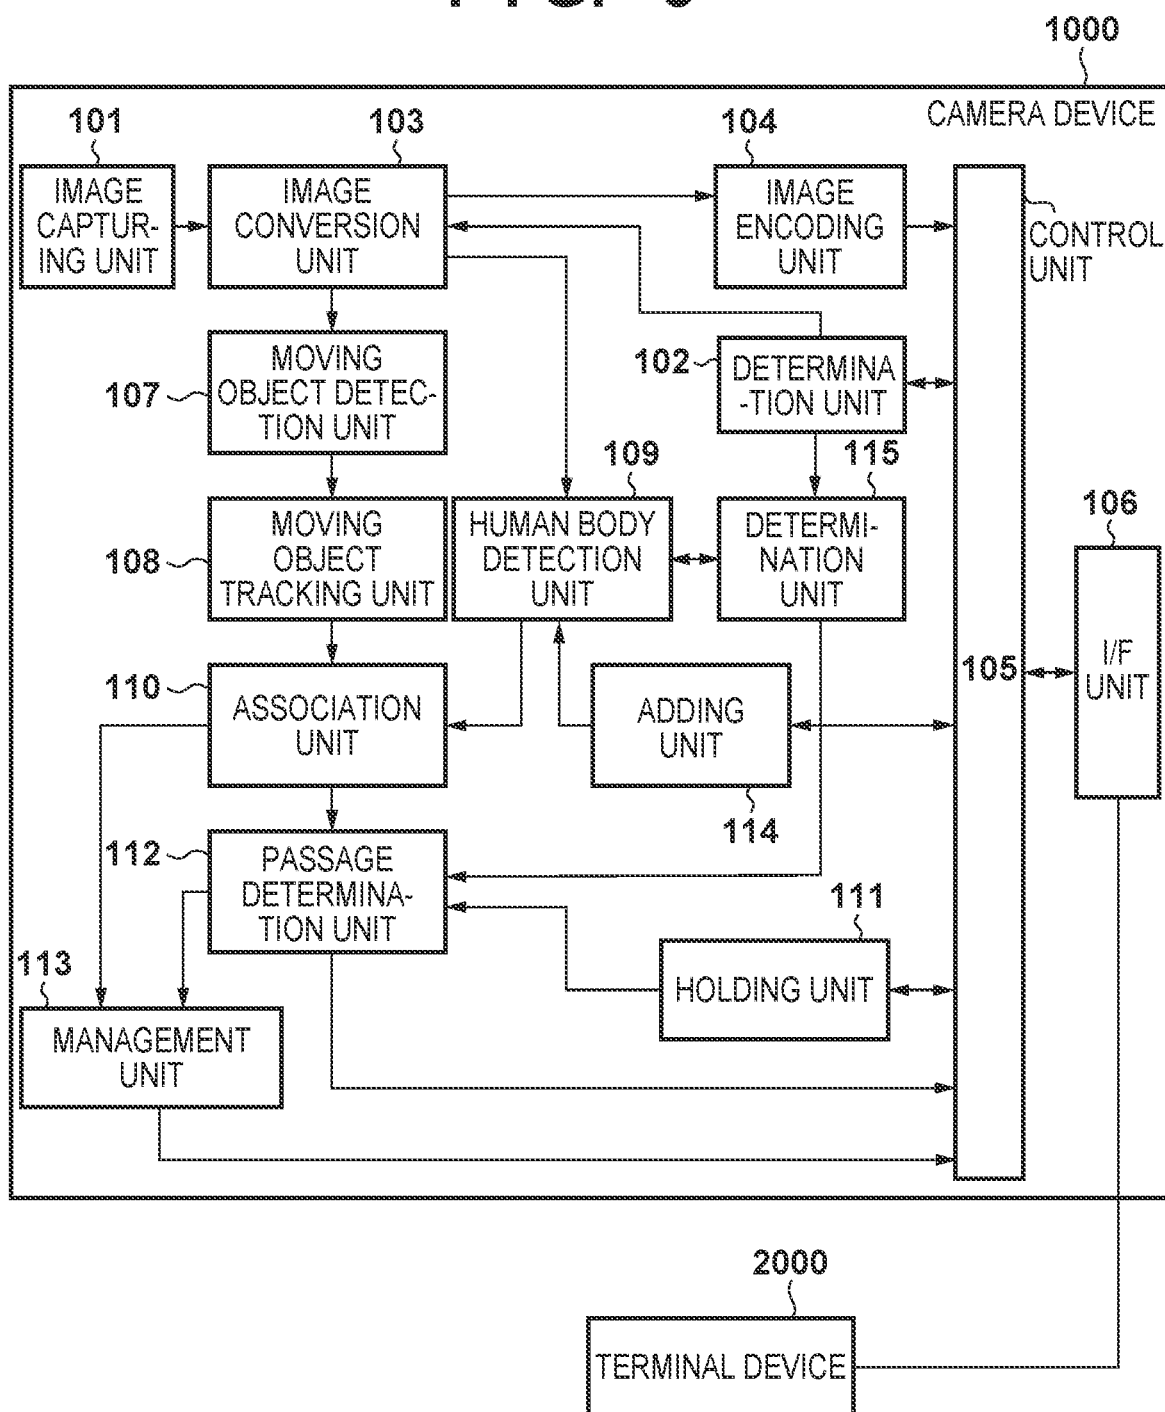 1000
CAMERA DEVICE
101
103
104
IMAGE
CAPTUR-
ING UNIT
IMAGE
CONVERSION
UNIT
IMAGE
ENCODING
UNIT
CONTROL
UNIT
107
MOVING
OBJECT DETEC-
TION UNIT
102
DETERMINA
-TION UNIT
109
115
106
108
MOVING
OBJECT
TRACKING UNIT
HUMAN BODY
DETECTION
UNIT
DETERMI-
NATION
UNIT
I/F
UNIT
105
110
ASSOCIATION
UNIT
ADDING
UNIT
114
112
PASSAGE
DETERMINA-
TION UNIT
111
HOLDING UNIT
113
MANAGEMENT
UNIT
2000
TERMINAL DEVICE